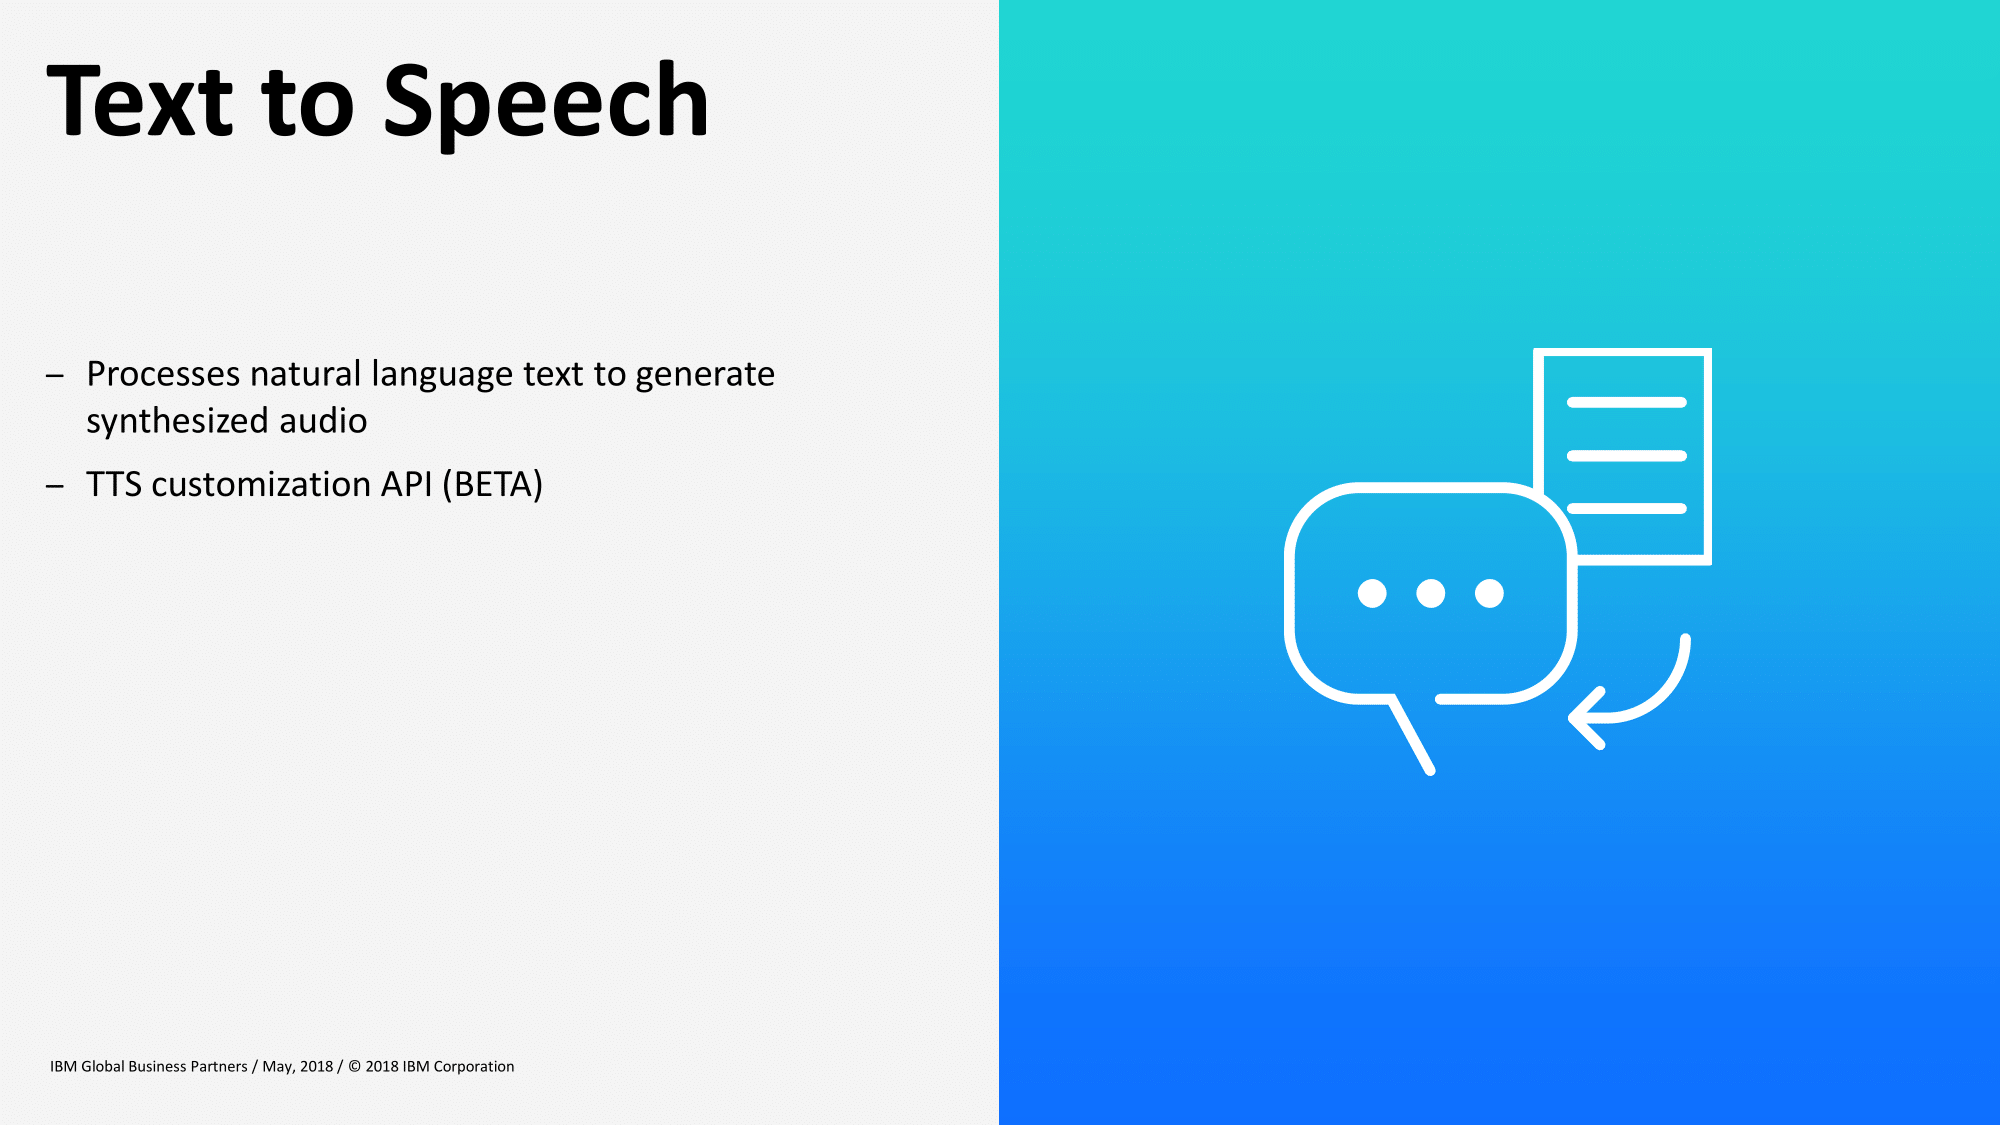 Text to Speech
– Processes natural language text to generate
synthesized audio
– TTS customization API (BETA)
IBM Global Business Partners / May, 2018 / © 2018 IBM Corporation